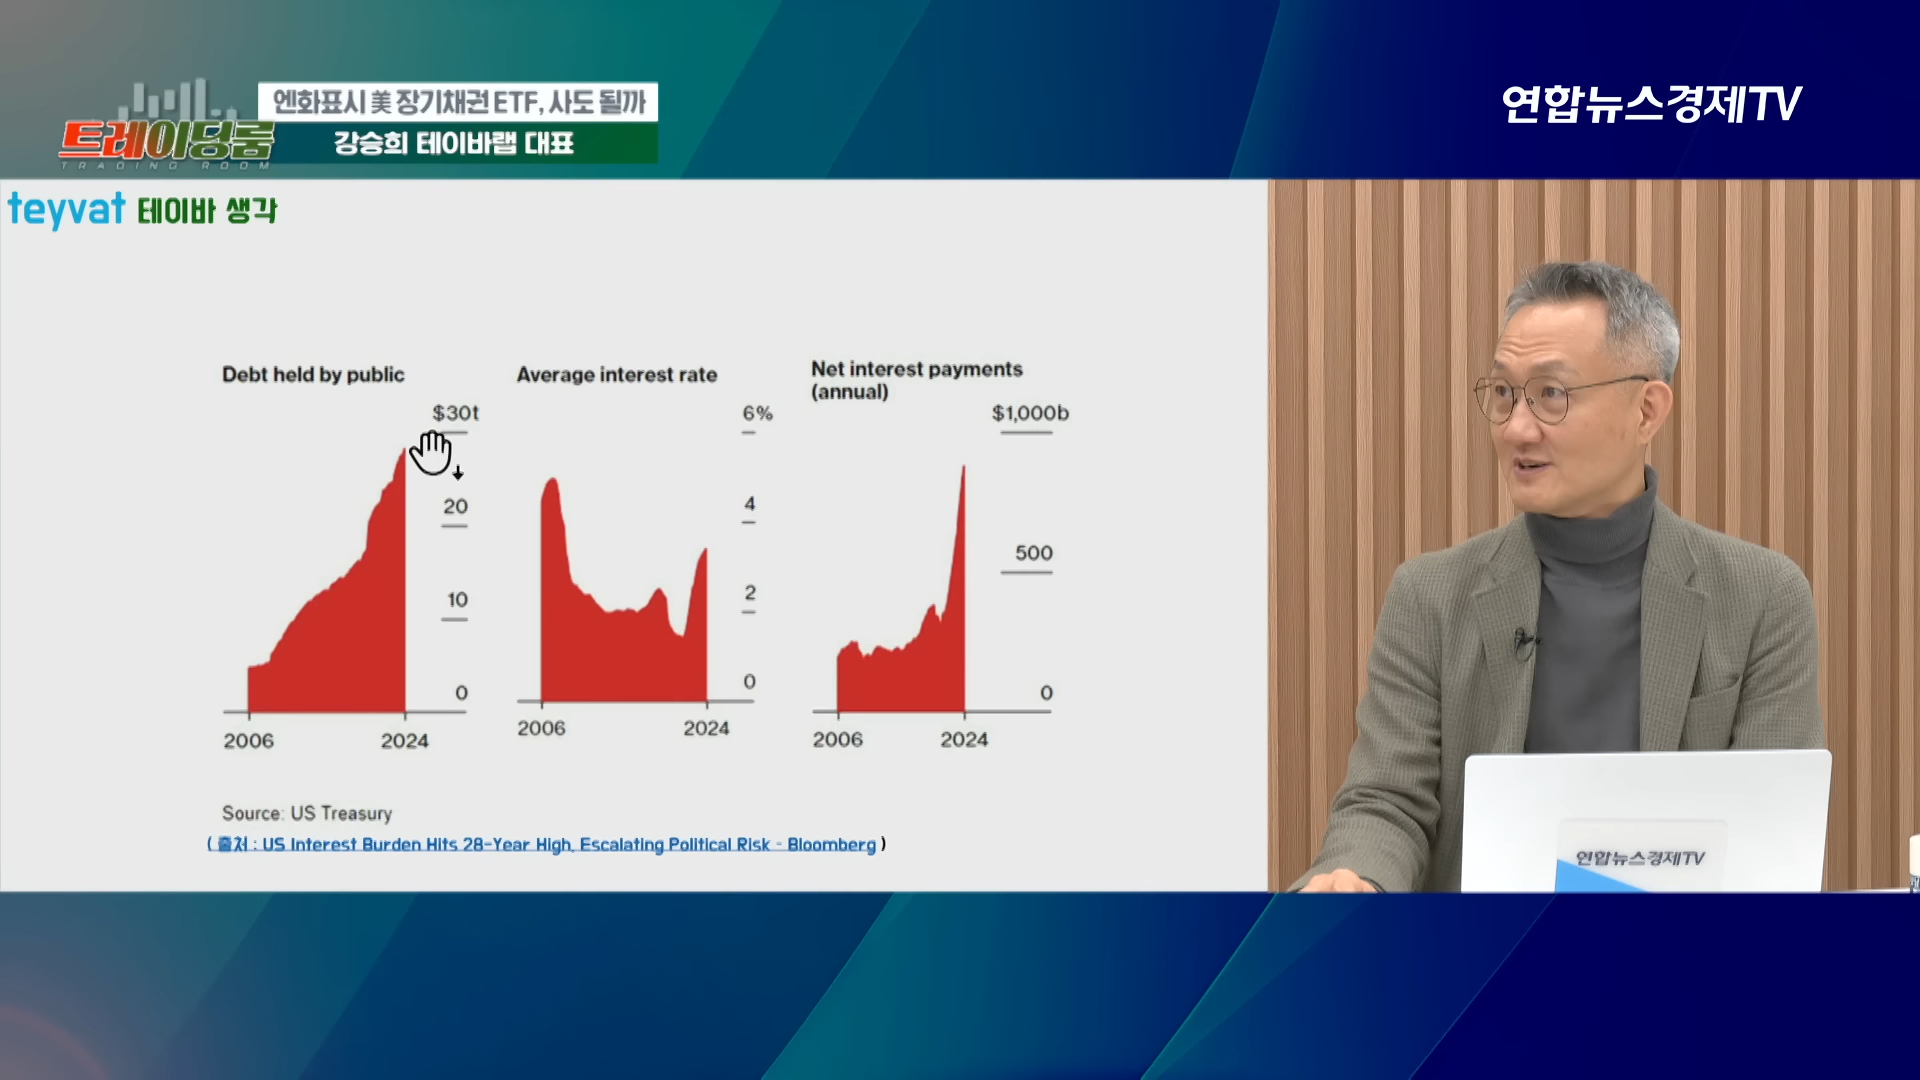 엔화표시 美 장기채권 ETF, 사도 될까
트레이딩룸
TRADING ROOM
강승희 테이바랩 대표
연합뉴스경제TV
teyvat 테이바 생각
Debt held by public
$30t
20
10
0
2006 2024
Average interest rate
6%
4
2
0
2006 2024
Net interest payments
(annual)
$1,000b
500
0
2006 2024
Source: US Treasury
( 출처 : US Interest Burden Hits 28-Year High, Escalating Political Risk - Bloomberg )
연합뉴스경제TV